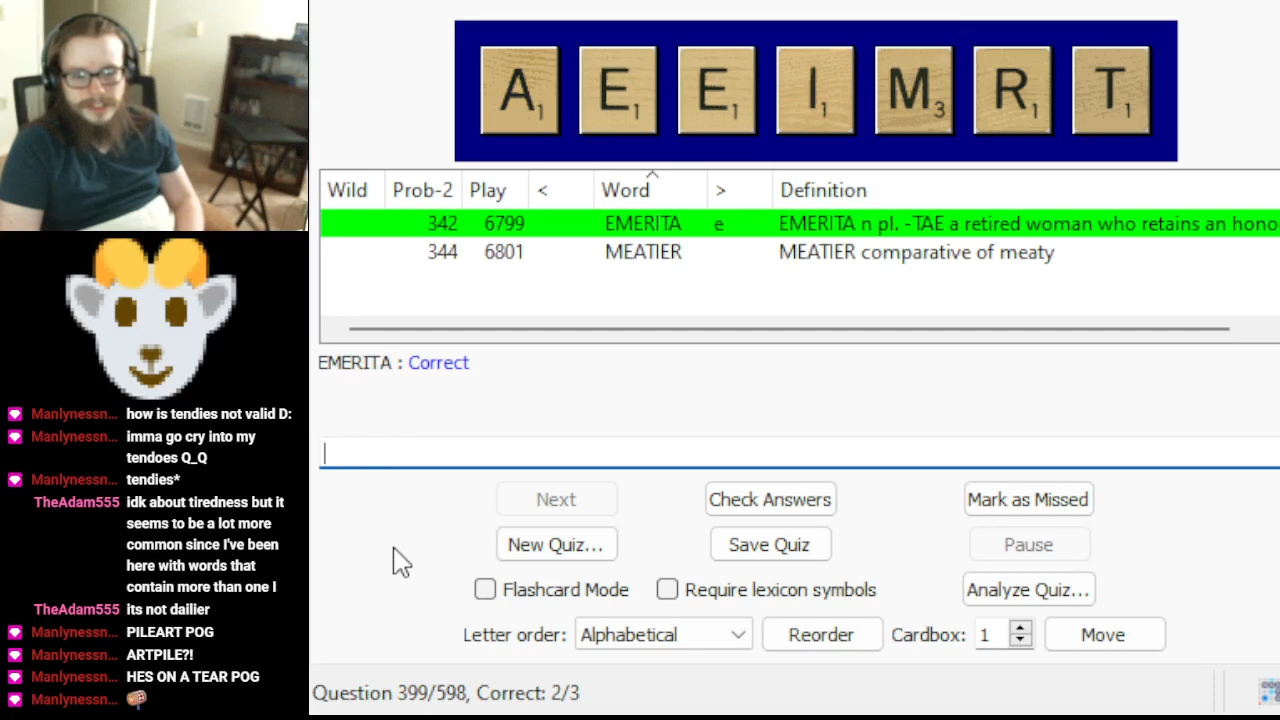 A1 E1 E1 I1 M3 R1 T1
Wild Prob-2 Play < Word > Definition
342 6799 EMERITA e EMERITA n pl. -TAE a retired woman who retains an hono
344 6801 MEATIER MEATIER comparative of meaty
EMERITA : Correct
Next Check Answers Mark as Missed
New Quiz... Save Quiz Pause
Flashcard Mode Require lexicon symbols Analyze Quiz...
Letter order: Alphabetical Reorder Cardbox: 1 Move
Question 399/598, Correct: 2/3
Manlynessn... how is tendies not valid D:
Manlynessn... imma go cry into my
tendoes Q_Q
Manlynessn... tendies*
TheAdam555 idk about tiredness but it
seems to be a lot more
common since I've been
here with words that
contain more than one I
TheAdam555 its not dailier
Manlynessn... PILEART POG
Manlynessn... ARTPILE?!
Manlynessn... HES ON A TEAR POG
Manlynessn...